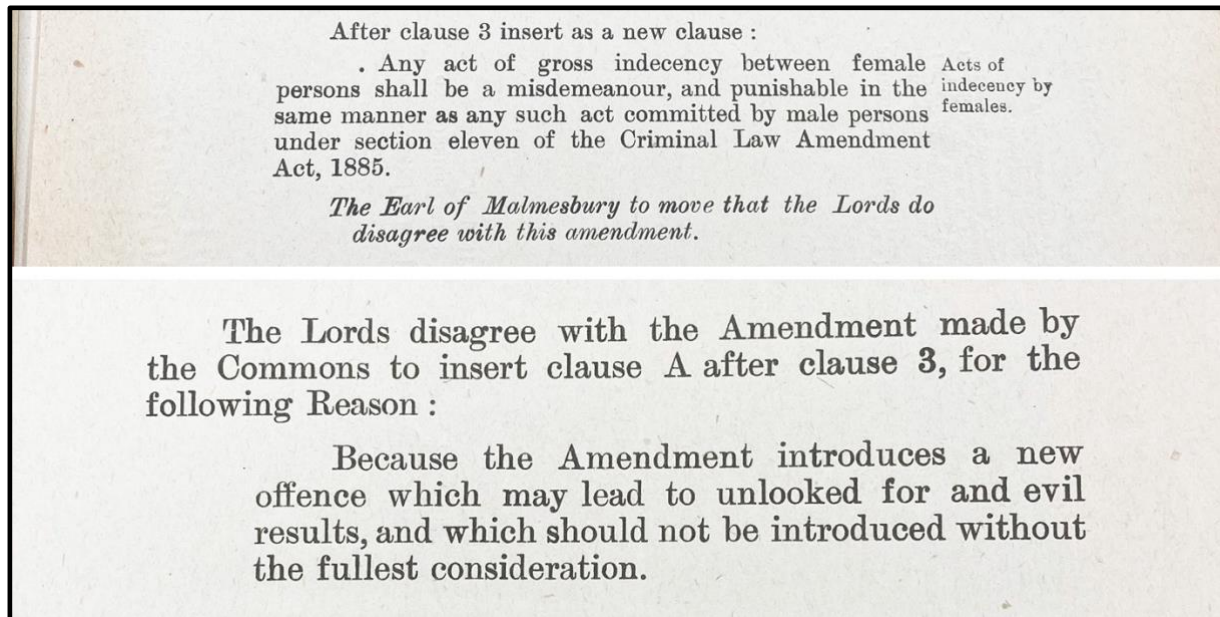 After clause 3 insert as a new clause :
. Any act of gross indecency between female
persons shall be a misdemeanour, and punishable in the
same manner as any such act committed by male persons
under section eleven of the Criminal Law Amendment
Act, 1885.
Acts of
indecency by
females.
The Earl of Malmesbury to move that the Lords do
disagree with this amendment.
The Lords disagree with the Amendment made by
the Commons to insert clause A after clause 3, for the
following Reason :
Because the Amendment introduces a new
offence which may lead to unlooked for and evil
results, and which should not be introduced without
the fullest consideration.